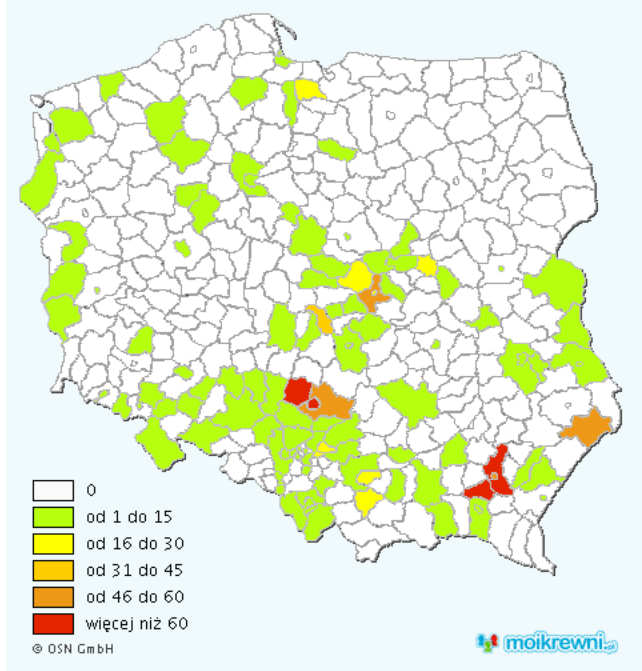 0
od 1 do 15
od 16 do 30
od 31 do 45
od 46 do 60
więcej niż 60
© OSN GmbH
moikrewni.pl